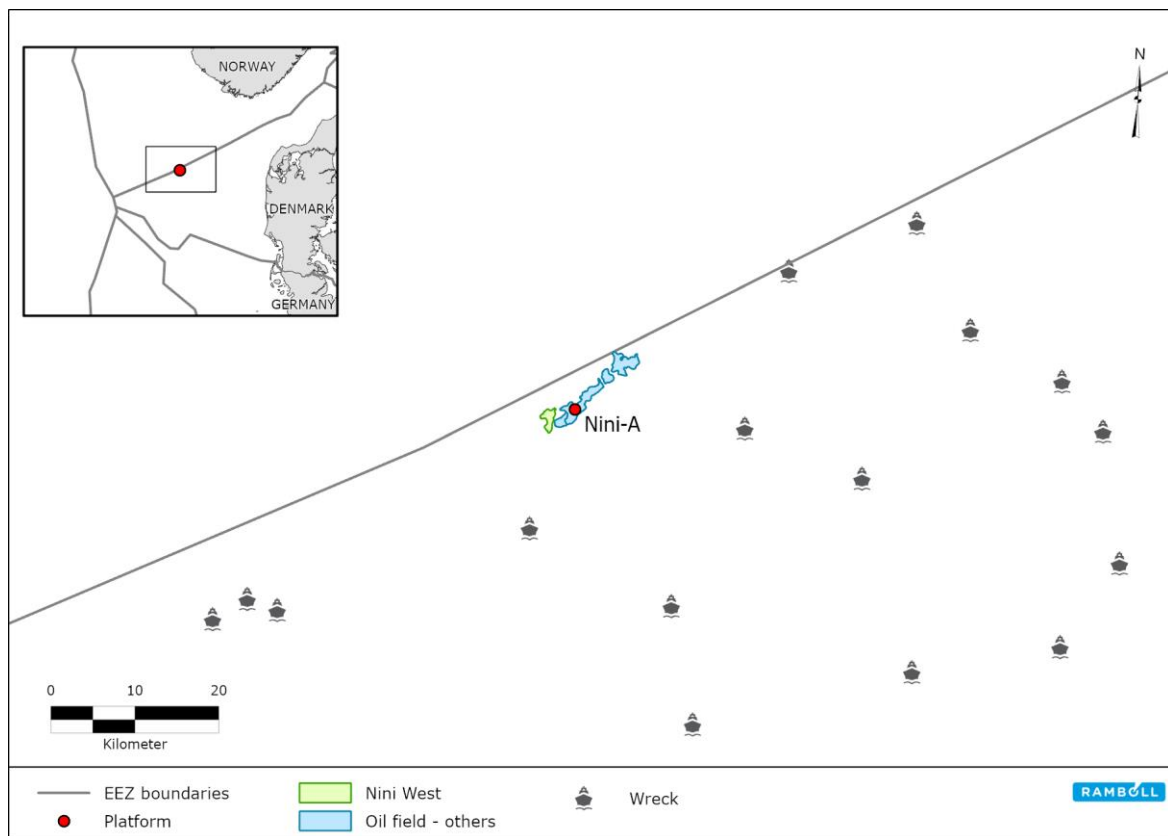 NORWAY
DENMARK
GERMANY
N
Nini-A
0 10 20
Kilometer
EEZ boundaries
Platform
Nini West
Oil field - others
Wreck
RAMBOLL